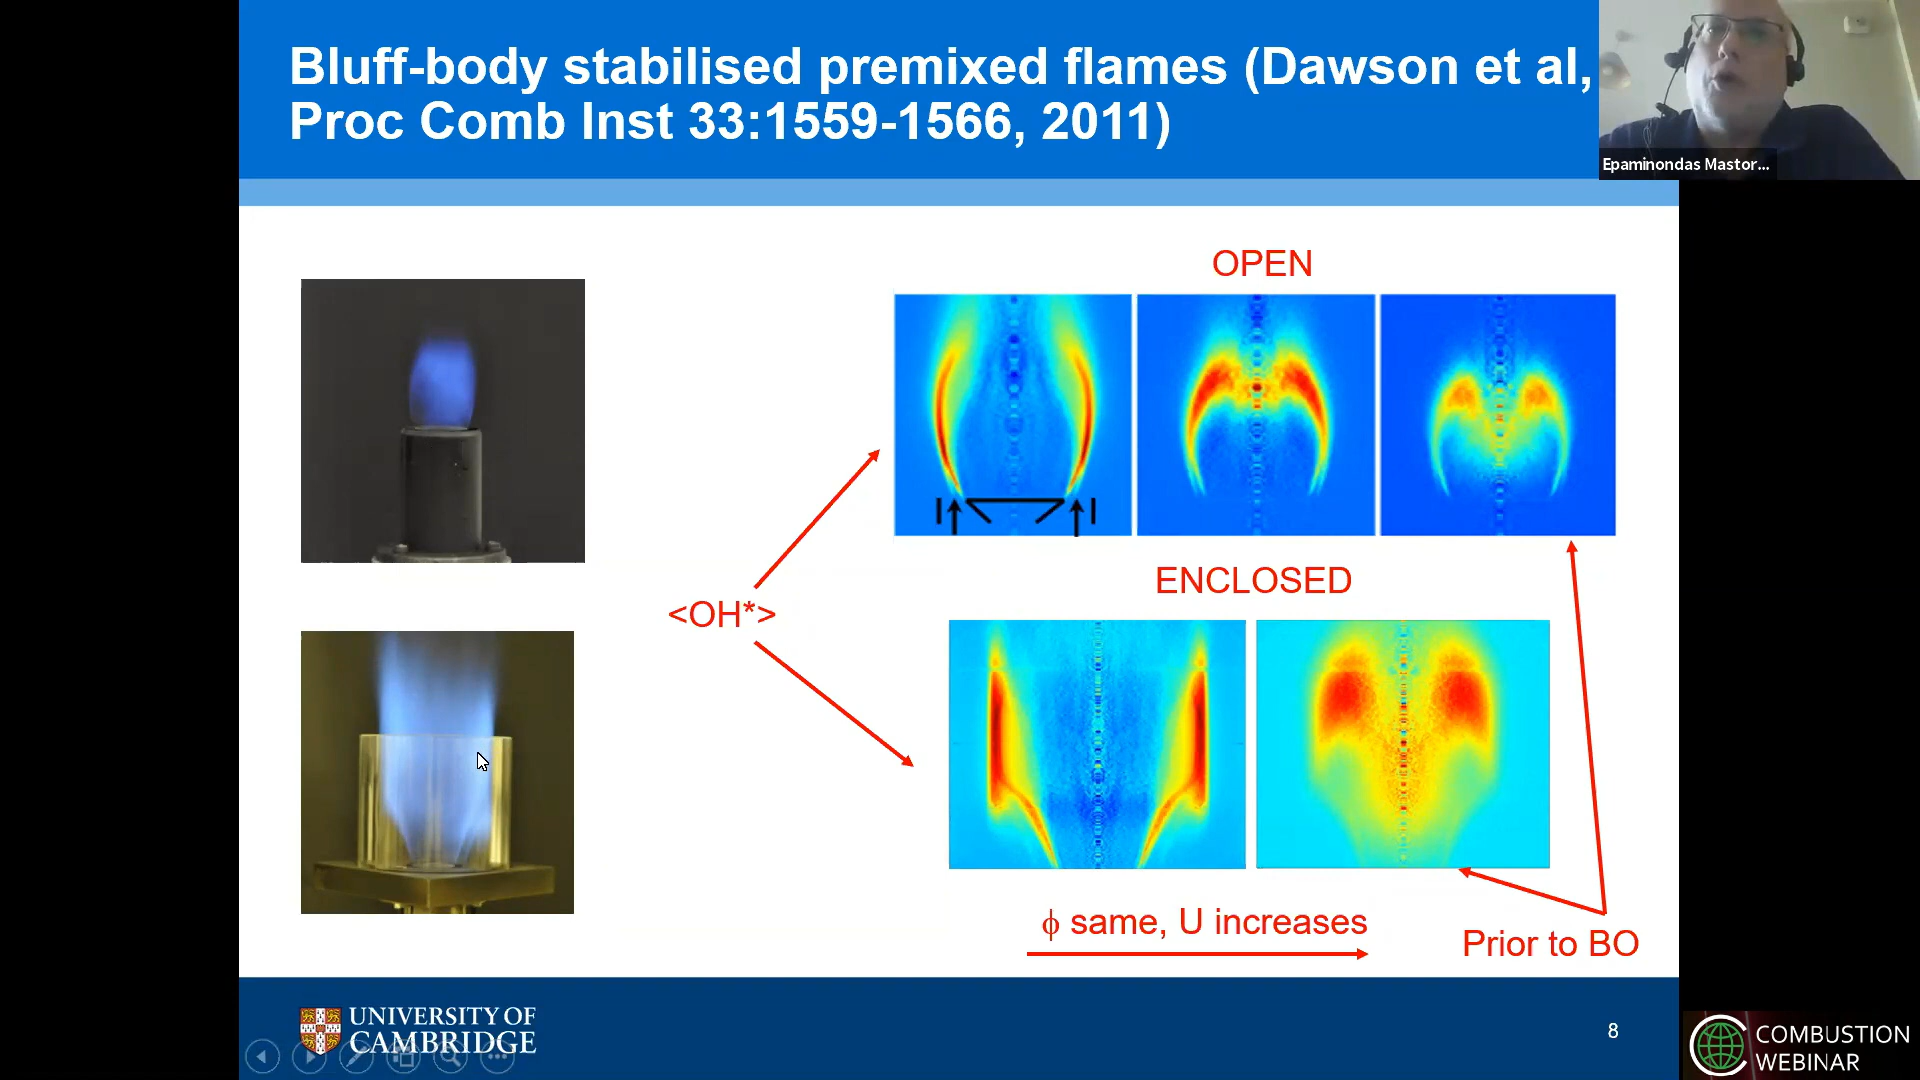 Bluff-body stabilised premixed flames (Dawson et al,
Proc Comb Inst 33:1559-1566, 2011)
Epaminondas Mastor...
OPEN
ENCLOSED
<OH*>
ϕ same, U increases
Prior to BO
UNIVERSITY OF
CAMBRIDGE
8
COMBUSTION
WEBINAR